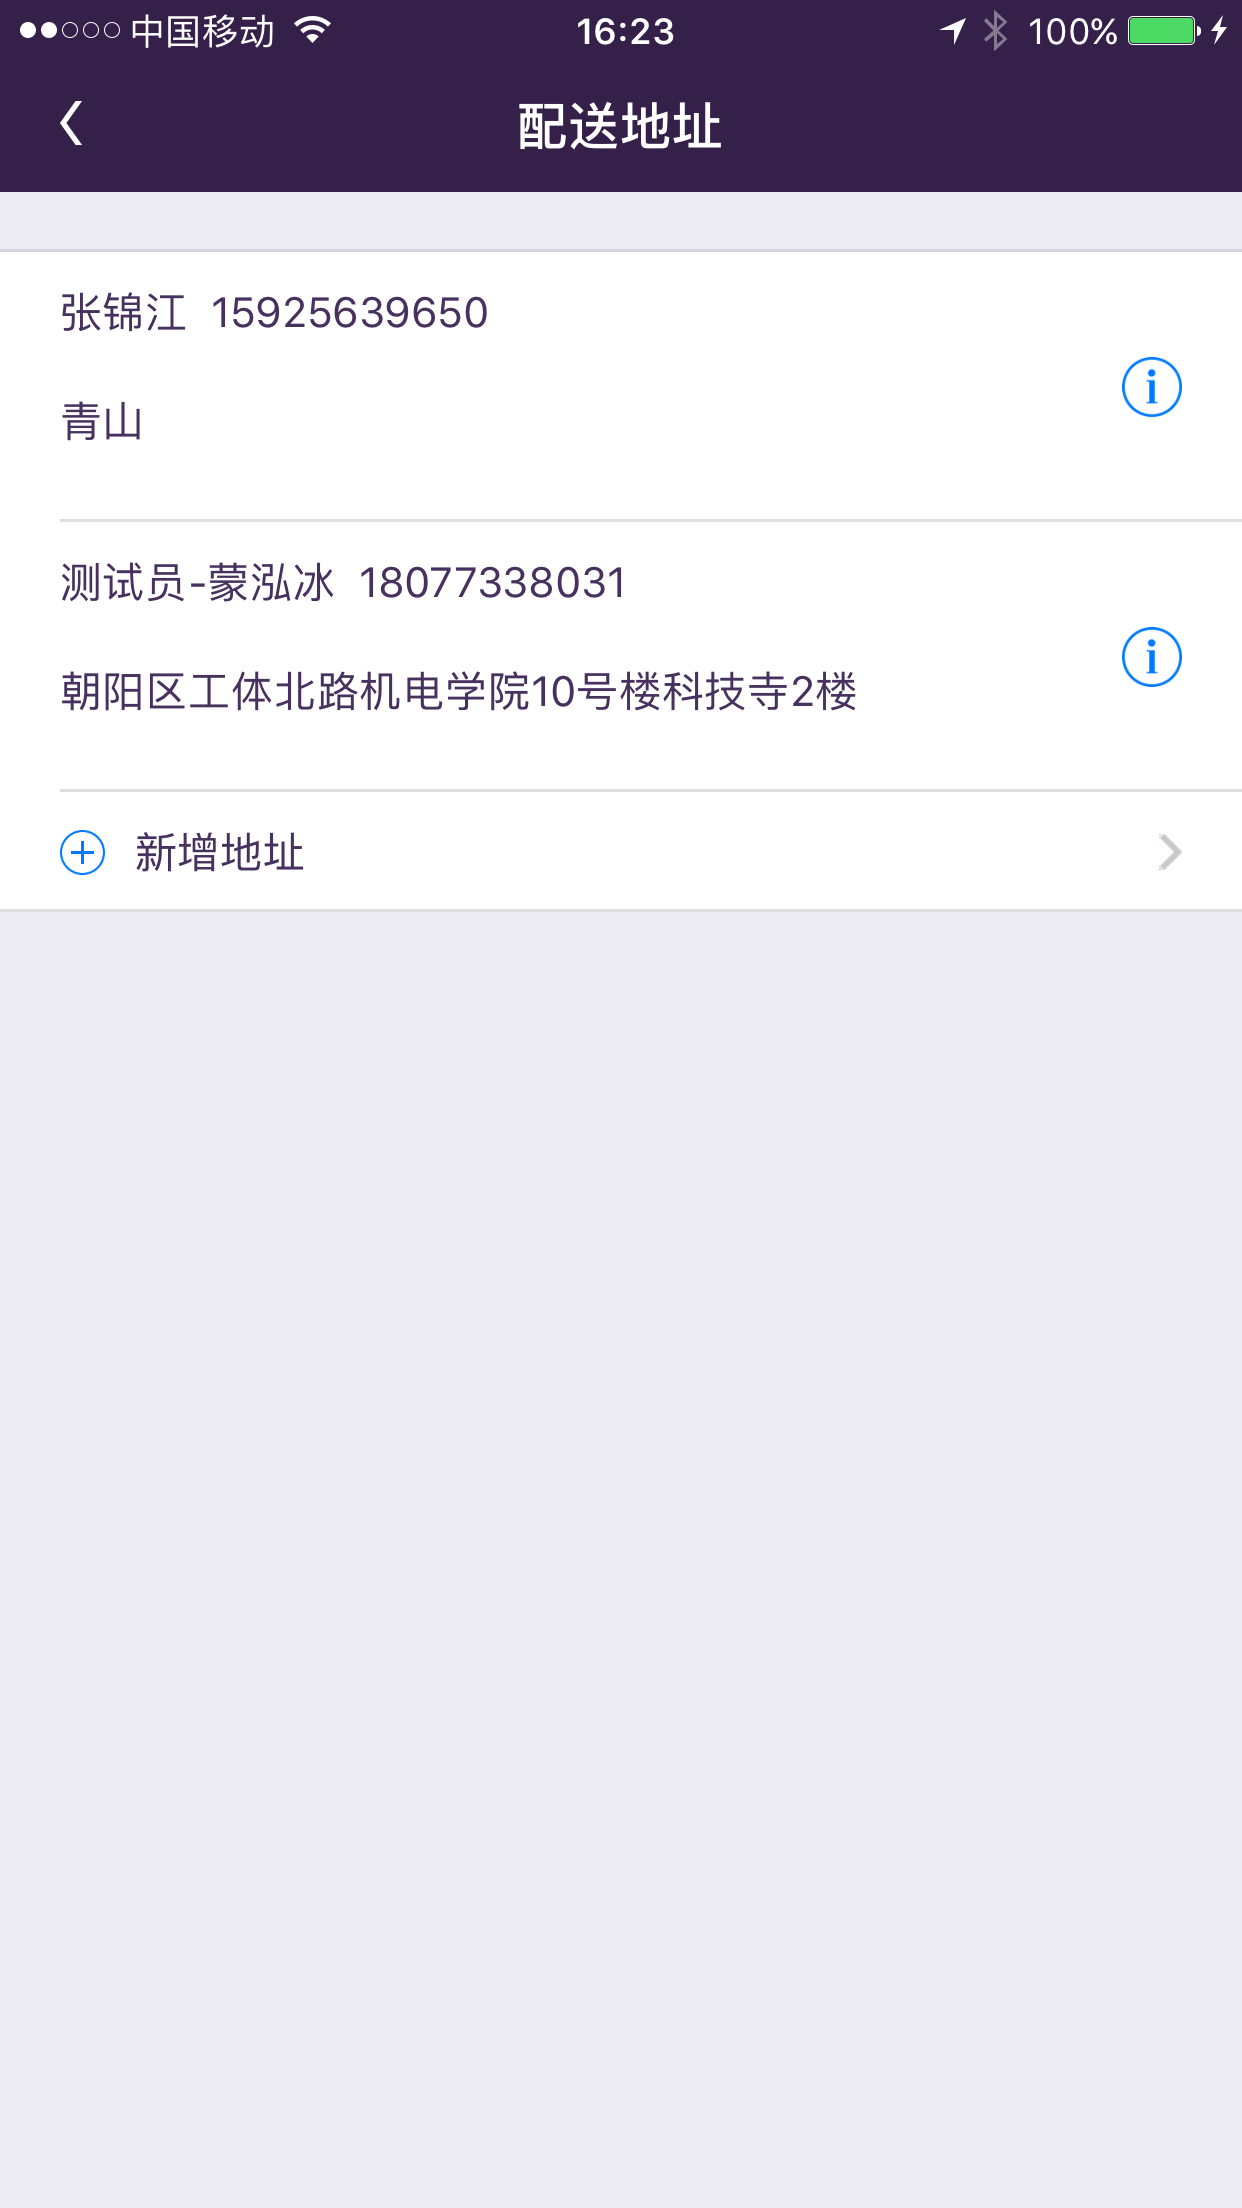 中国移动 16:23 100%
配送地址
张锦江 15925639650
青山
测试员-蒙泓冰 18077338031
朝阳区工体北路机电学院10号楼科技寺2楼
新增地址